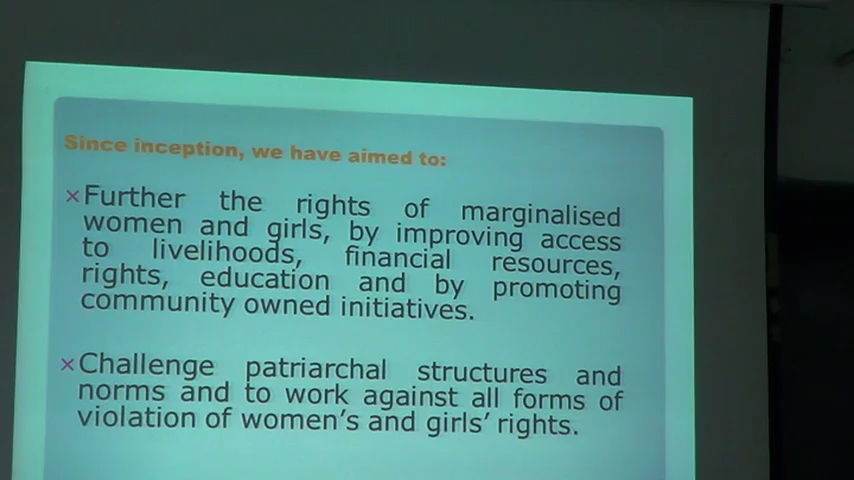 Since inception, we have aimed to:
×Further the rights of marginalised
women and girls, by improving access
to livelihoods, financial resources,
rights, education and by promoting
community owned initiatives.
×Challenge patriarchal structures and
norms and to work against all forms of
violation of women’s and girls’ rights.